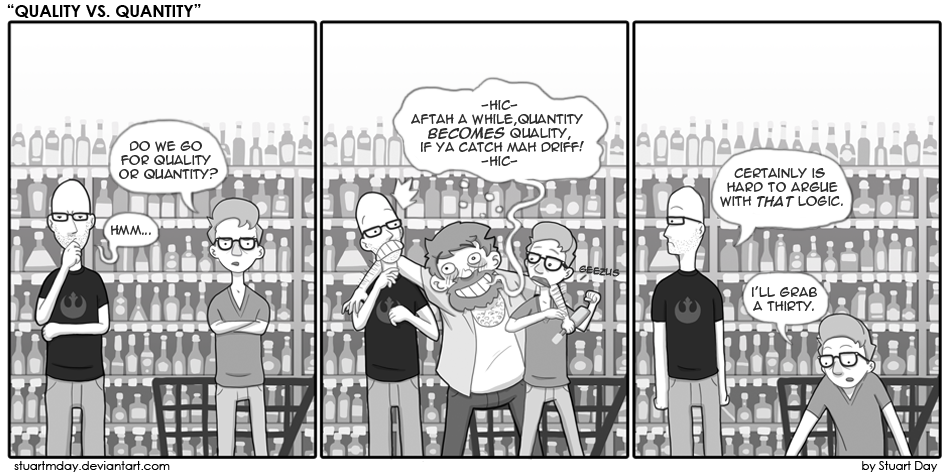 "QUALITY VS. QUANTITY"
DO WE GO
FOR QUALITY
OR QUANTITY?
HMM...
-HIC-
AFTAH A WHILE, QUANTITY
BECOMES QUALITY,
IF YA CATCH MAH DRIFF!
-HIC-
GEEZUS
CERTAINLY IS
HARD TO ARGUE
WITH THAT LOGIC.
I'LL GRAB
A THIRTY.
stuartmday.deviantart.com
by Stuart Day